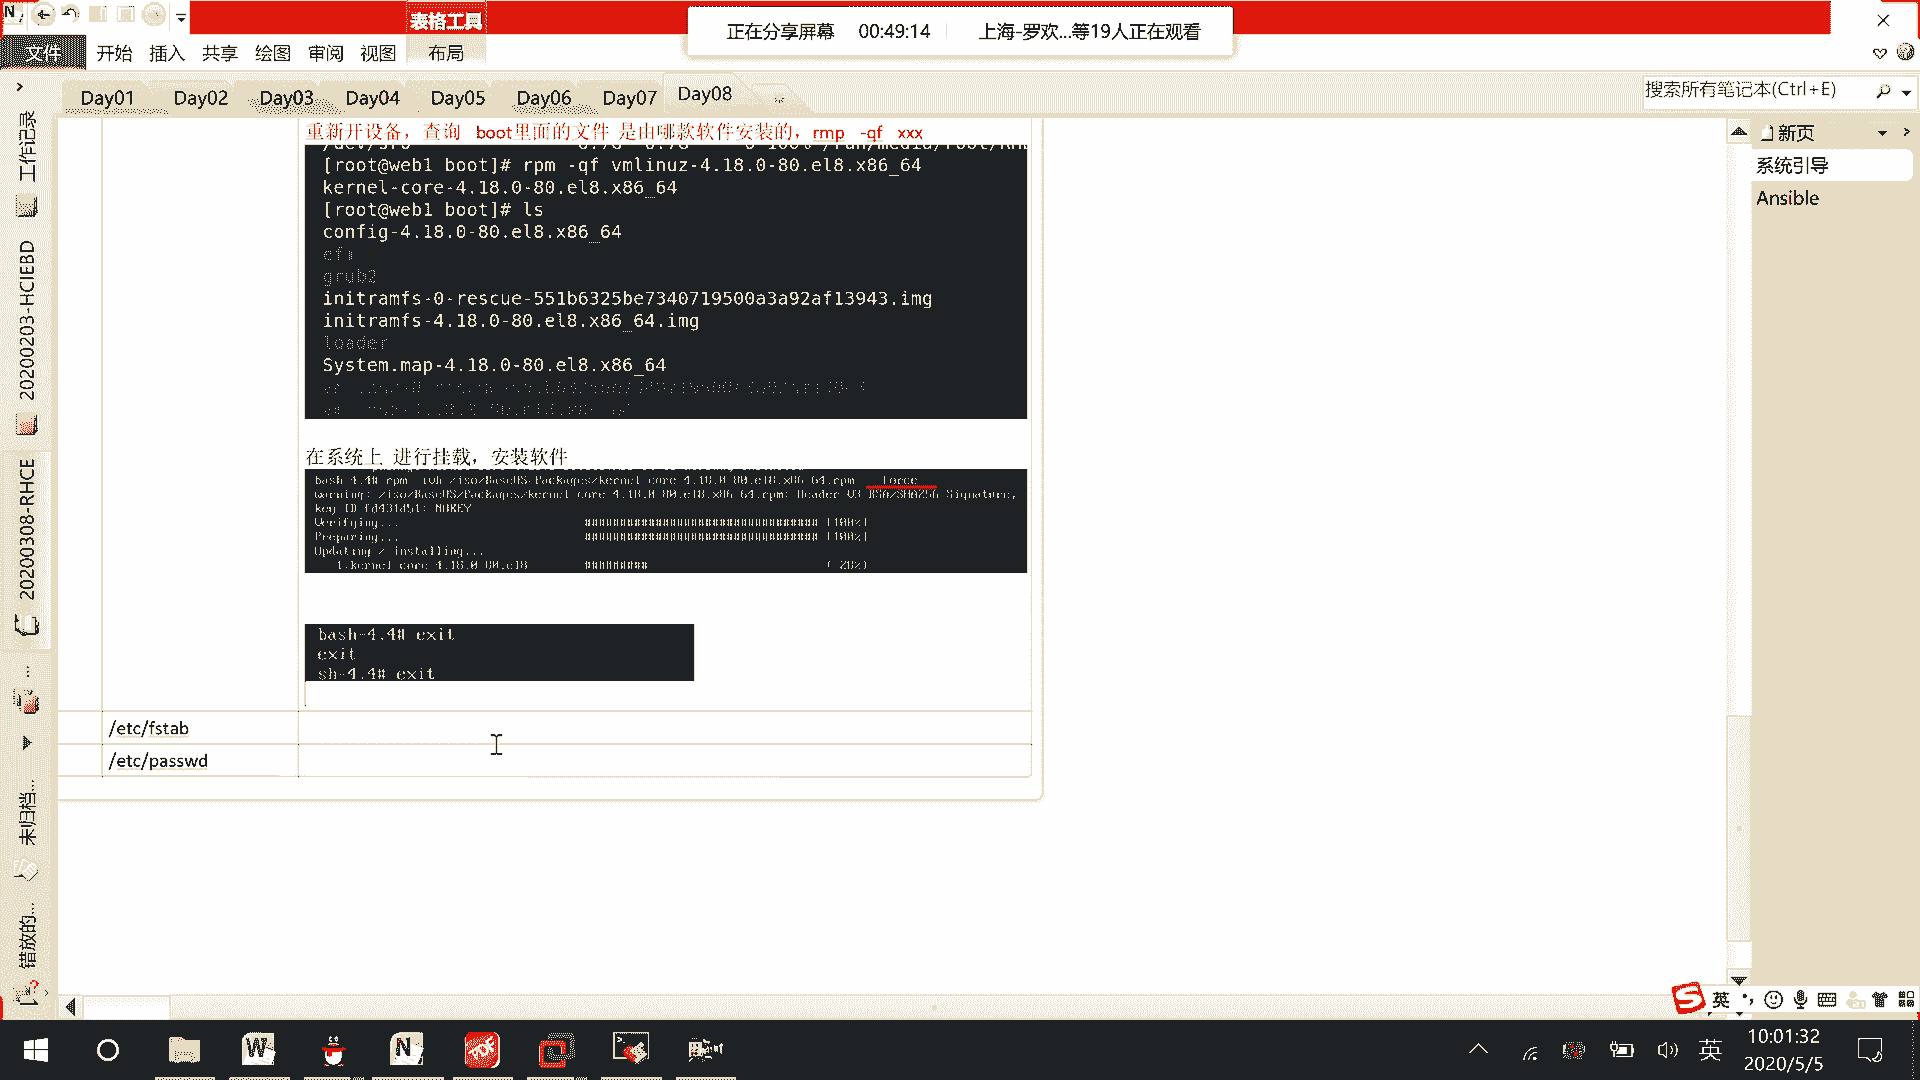 表格工具
正在分享屏幕 00:49:14 上海-罗欢...等19人正在观看
文件 开始 插入 共享 绘图 审阅 视图 布局
Day01 Day02 Day03 Day04 Day05 Day06 Day07 Day08
搜索所有笔记本(Ctrl+E)
工作记录
20200203-HCIEBD
20200308-RHCE
...
未归档...
错放的...
重新开设备，查询 boot里面的文件 是由哪款软件安装的，rmp -qf xxx
[root@web1 boot]# rpm -qf vmlinuz-4.18.0-80.el8.x86_64
kernel-core-4.18.0-80.el8.x86_64
[root@web1 boot]# ls
config-4.18.0-80.el8.x86_64
efi
grub2
initramfs-0-rescue-551b6325be7340719500a3a92af13943.img
initramfs-4.18.0-80.el8.x86_64.img
loader
System.map-4.18.0-80.el8.x86_64
在系统上 进行挂载，安装软件
bash-4.4# rpm -ivh /iso/BaseOS/Packages/kernel-core-4.18.0-80.el8.x86_64.rpm --force
warning: /iso/BaseOS/Packages/kernel-core-4.18.0-80.el8.x86_64.rpm: Header V3 RSA/SHA256 Signature,
key ID fd431d51: NOKEY
Verifying... ################################# [100%]
Preparing... ################################# [100%]
Updating / installing...
1:kernel-core-4.18.0-80.el8 ######### ( 28%)
bash-4.4# exit
exit
sh-4.4# exit
/etc/fstab
/etc/passwd
新页
系统引导
Ansible
英
英
10:01:32
2020/5/5